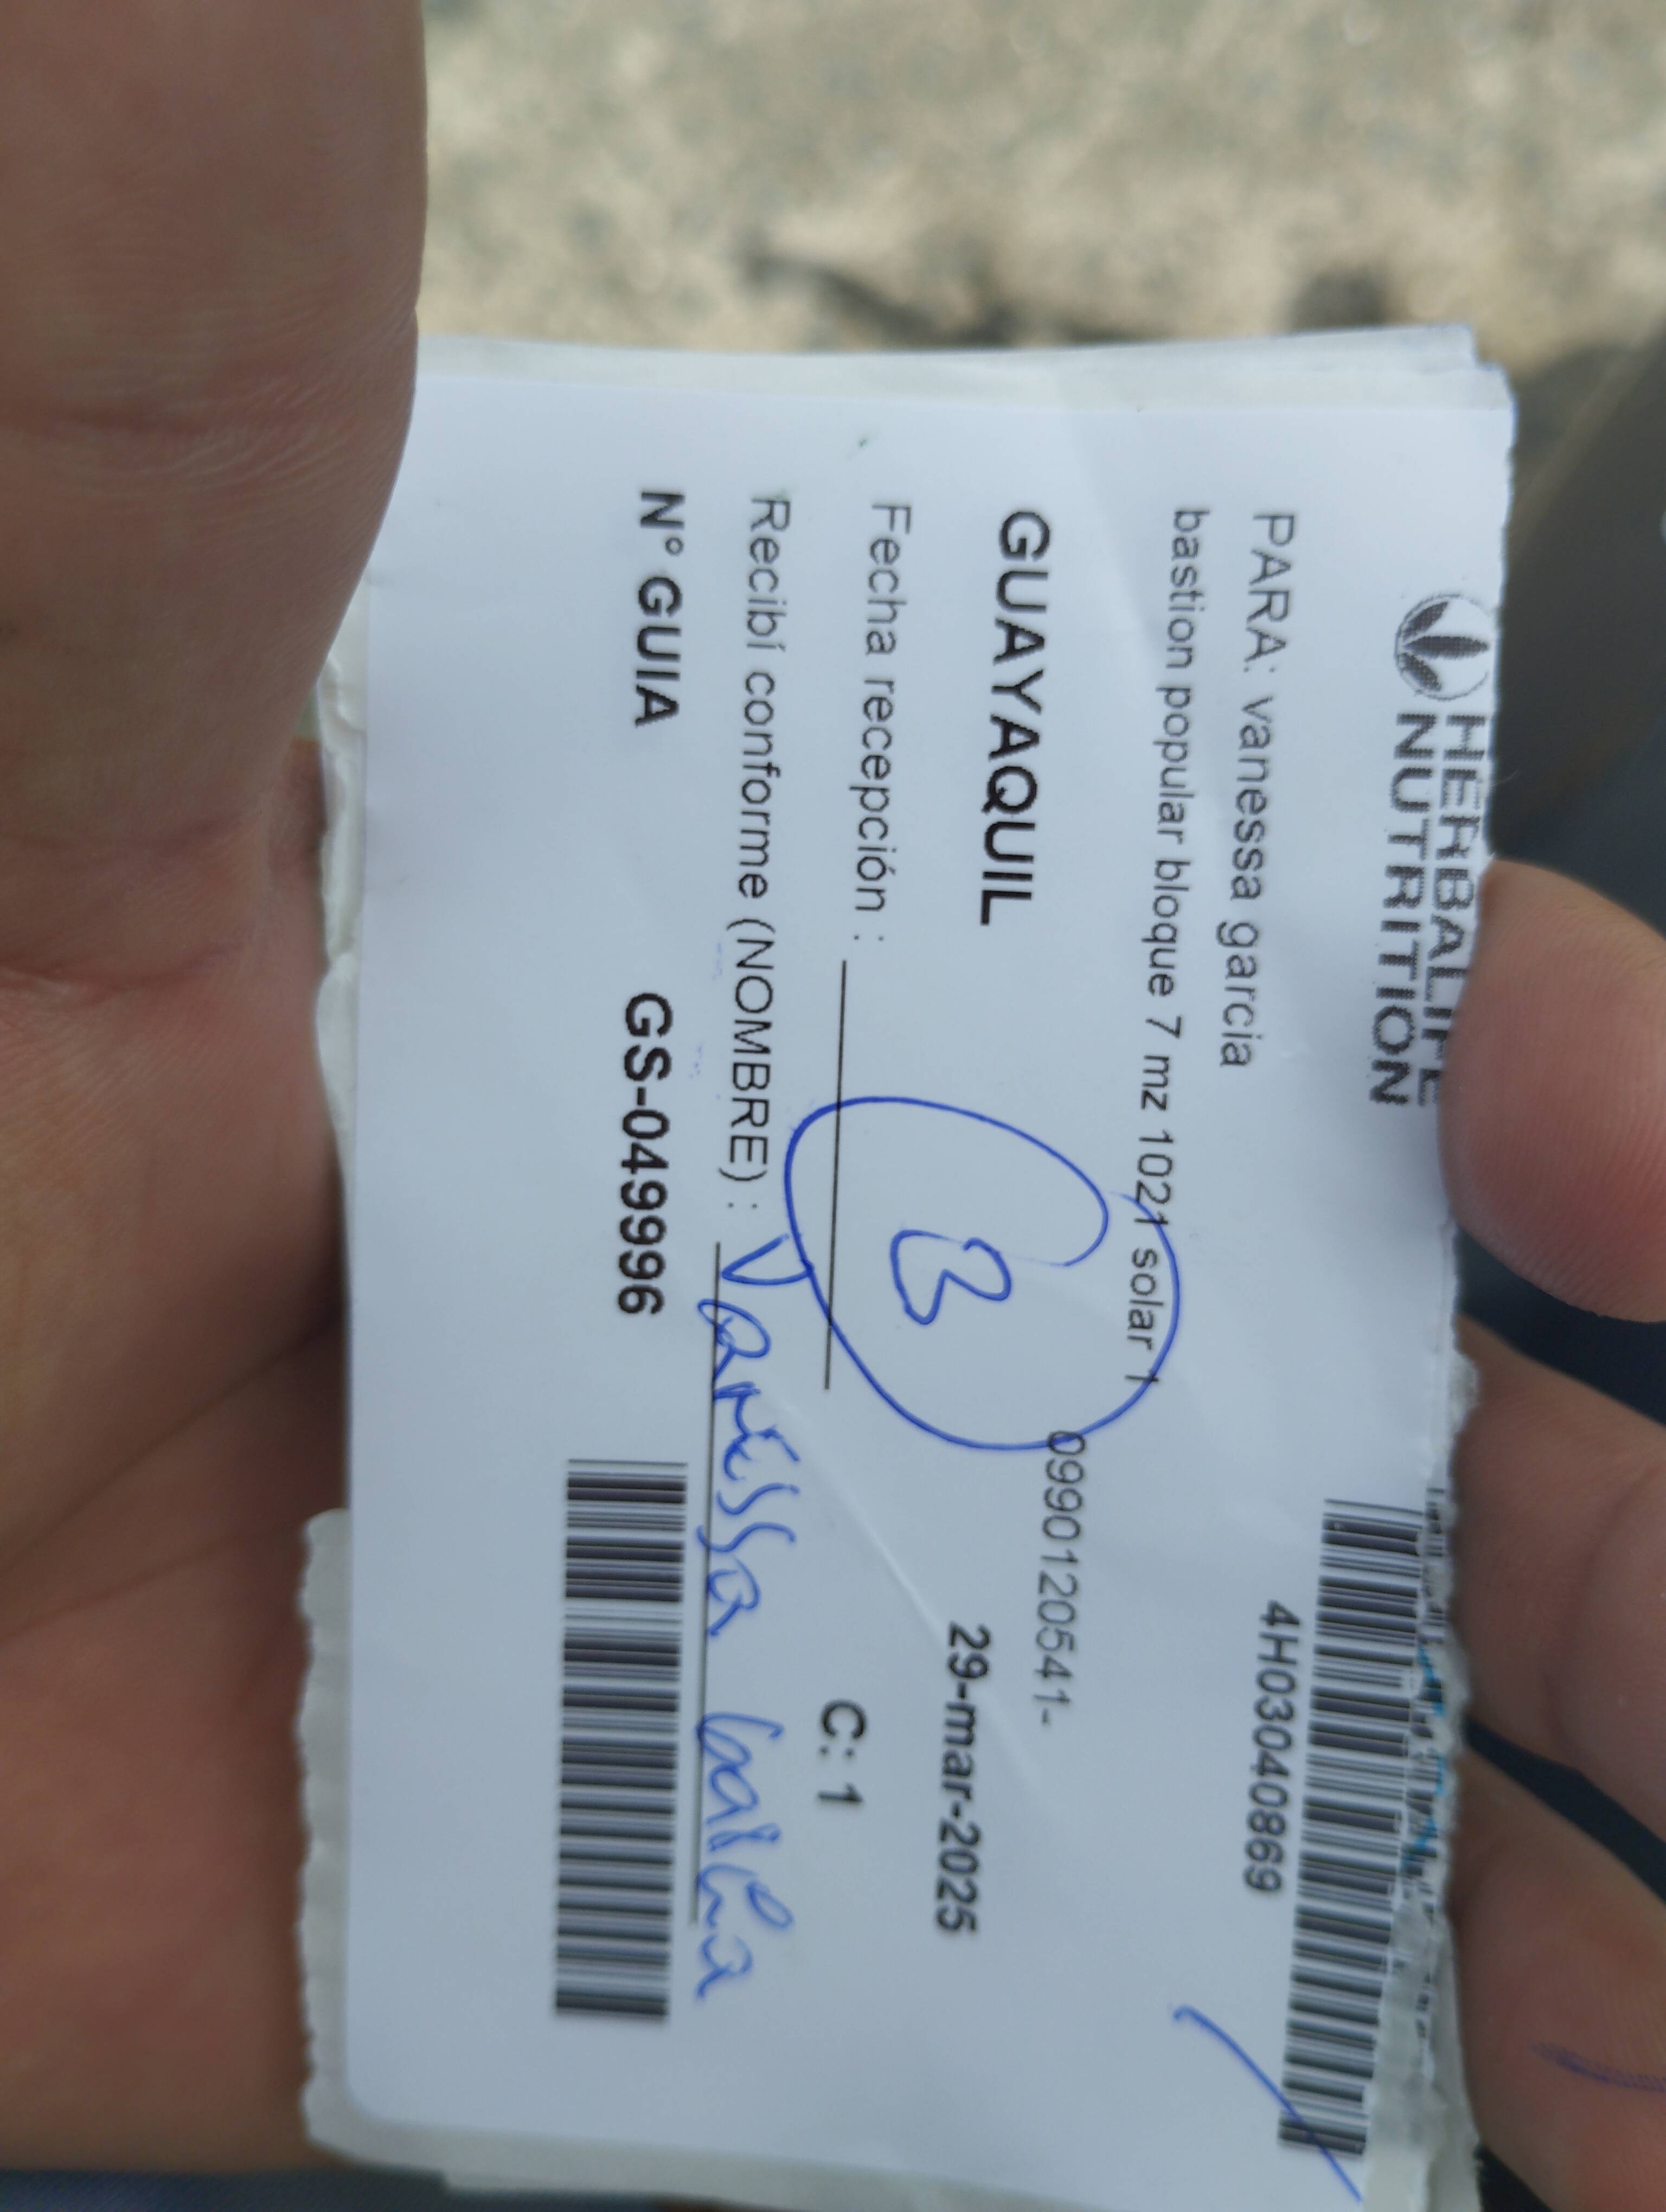 HERBALIFE
NUTRITION
4H03040869
PARA: vanessa garcia
bastion popular bloque 7 mz 1021 solar 1
0990120541-
GUAYAQUIL
29-mar-2025
B
Fecha recepción :
C: 1
Recibí conforme (NOMBRE) : Vanessa
N° GUIA
GS-049996